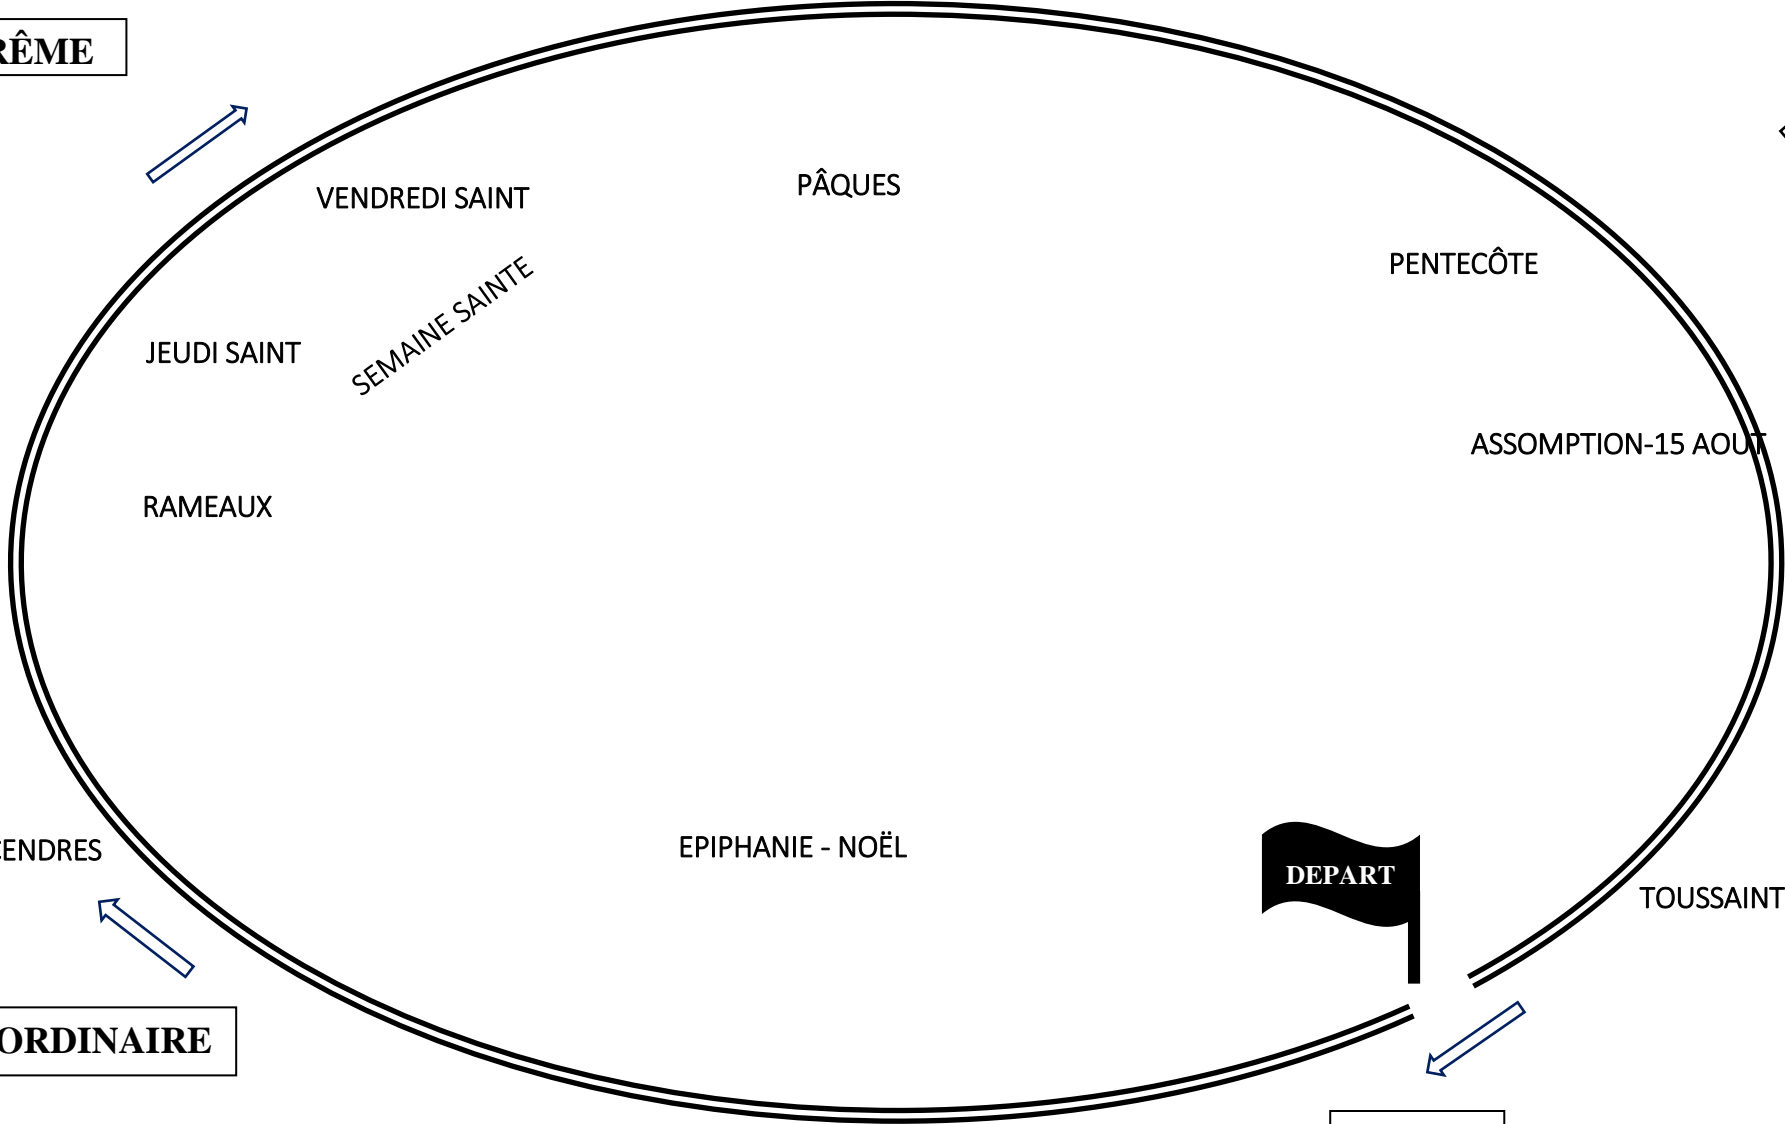 RÊME
VENDREDI SAINT
PÂQUES
PENTECÔTE
SEMAINE SAINTE
JEUDI SAINT
ASSOMPTION-15 AOUT
RAMEAUX
EPIPHANIE - NOËL
ENDRES
DEPART
TOUSSAINT
ORDINAIRE